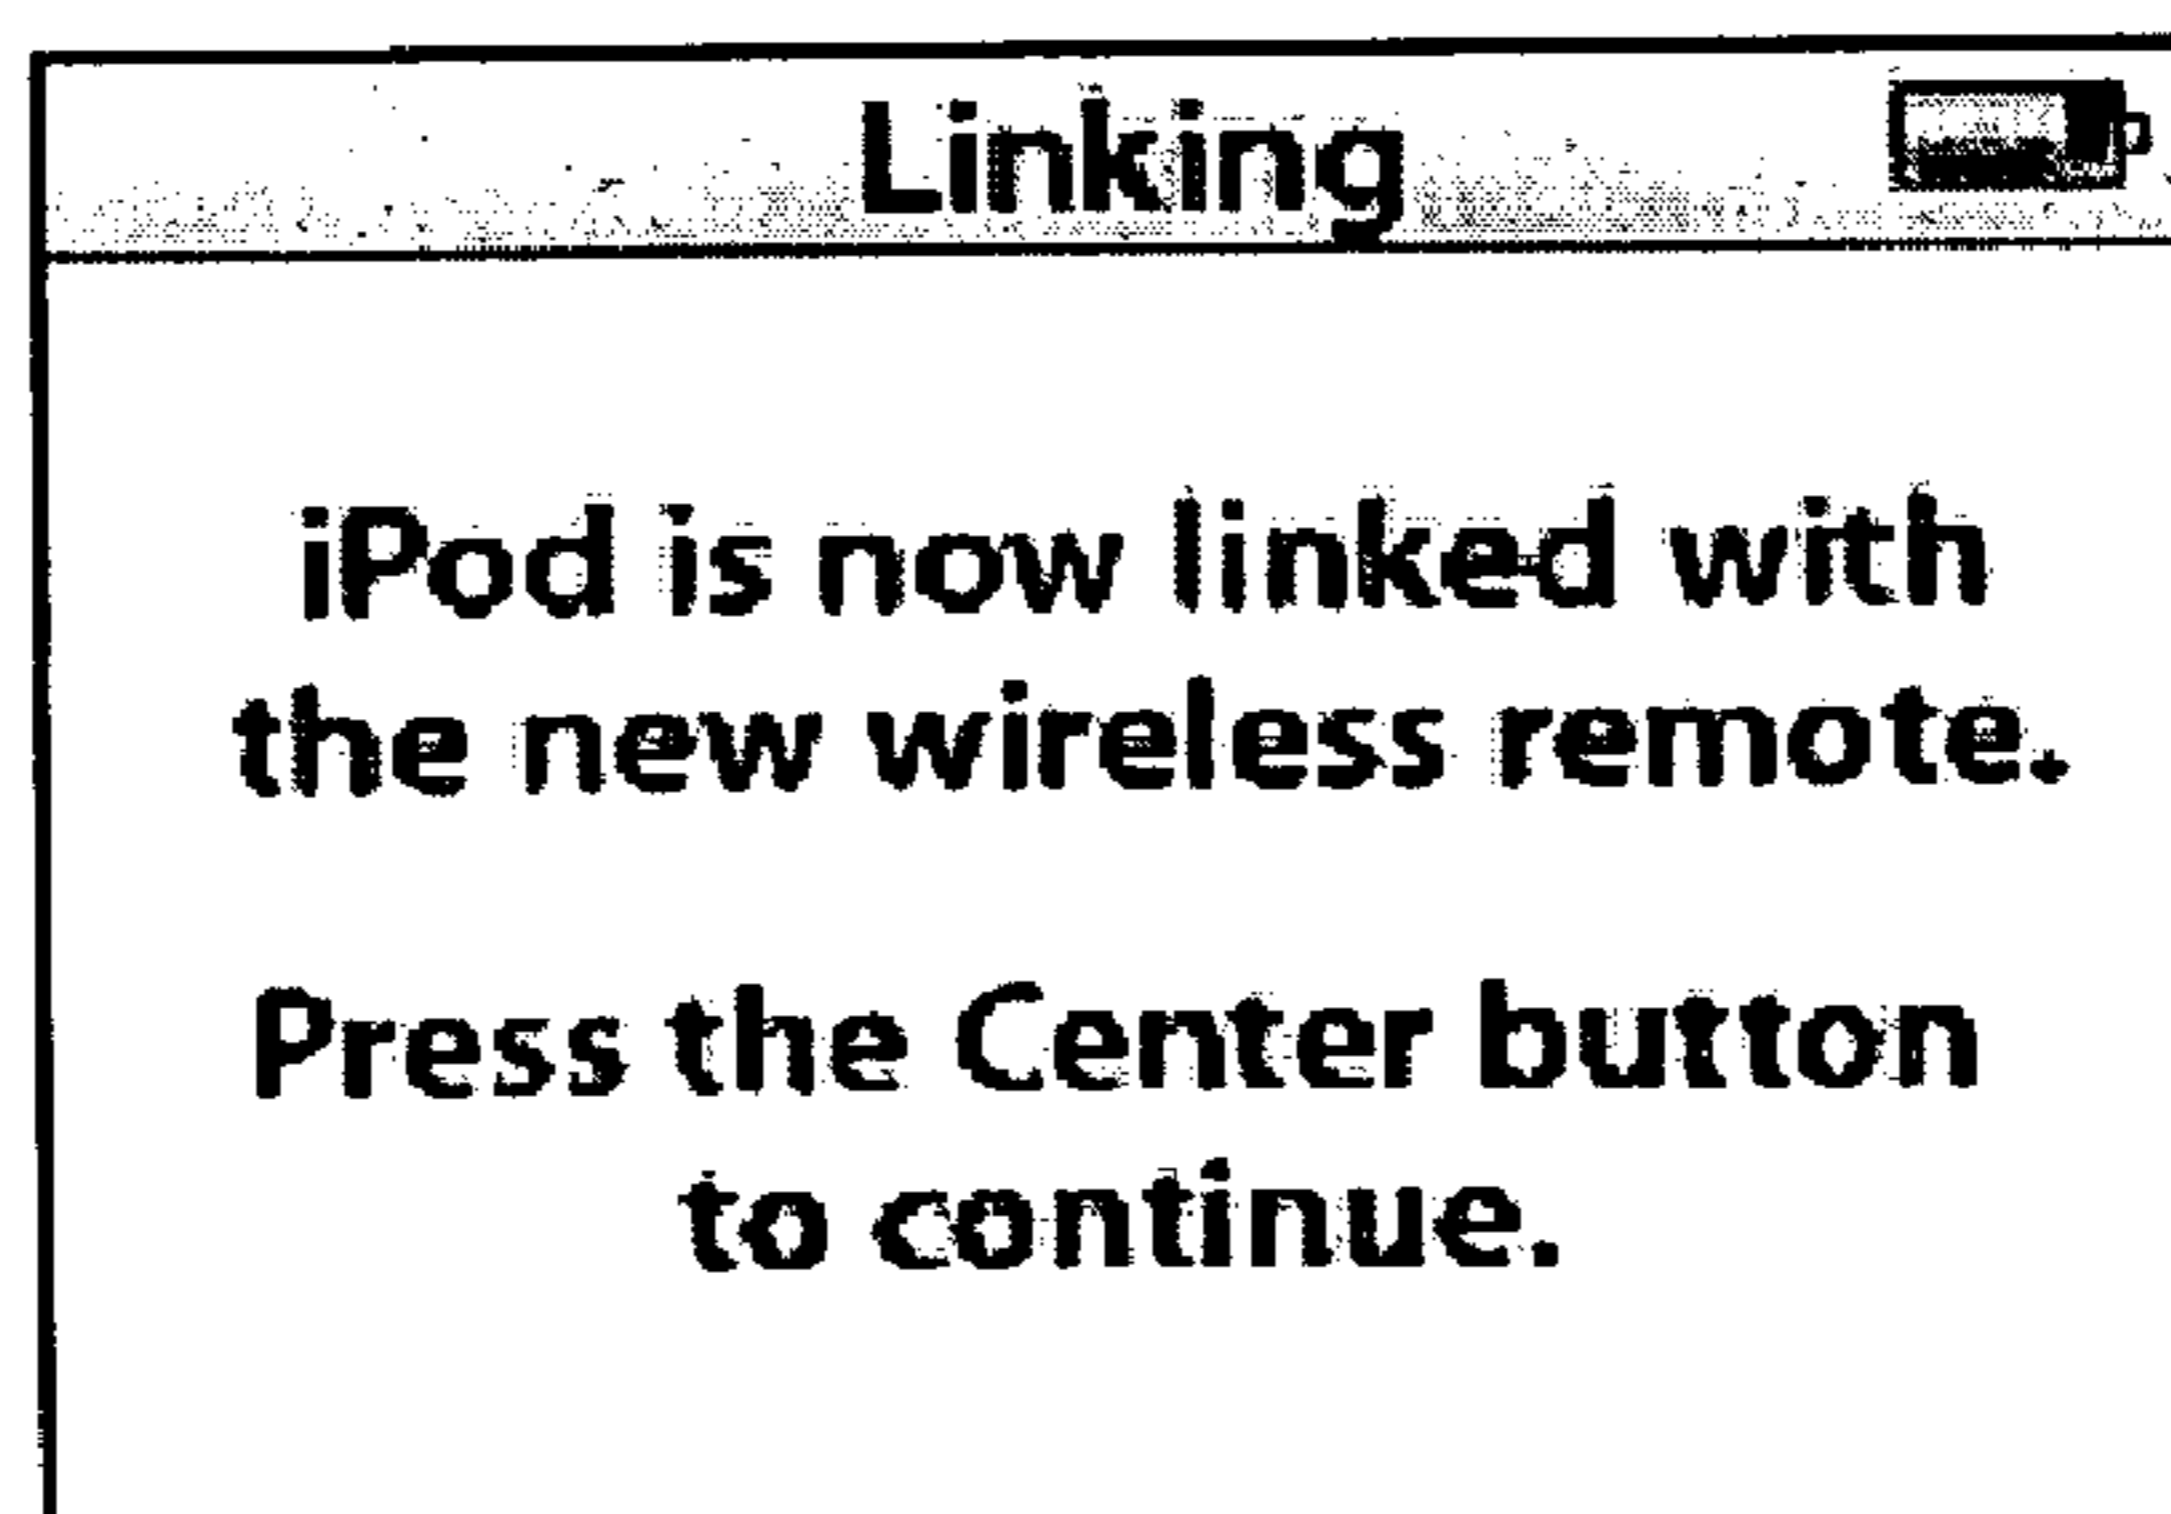 Linking
iPod is now linked with
the new wireless remote.
Press the Center button
to continue.